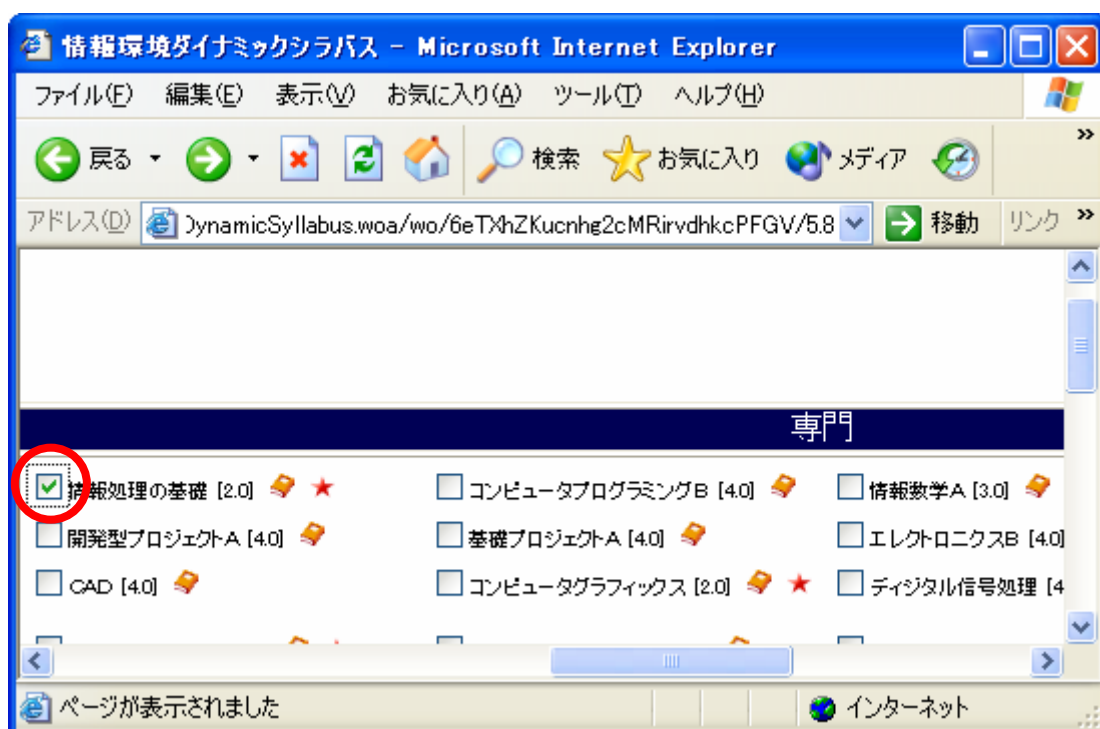 情報環境ダイナミックシラバス - Microsoft Internet Explorer
ファイル(F) 編集(E) 表示(V) お気に入り(A) ツール(T) ヘルプ(H)
戻る 検索 お気に入り メディア »
アドレス(D) DynamicSyllabus.woa/wo/6eTXhZKucnhg2cMRirvdhkcPFGV/5.8 移動 リンク »
専門
情報処理の基礎 [2.0] コンピュータプログラミングB [4.0] 情報数学A [3.0]
開発型プロジェクトA [4.0] 基礎プロジェクトA [4.0] エレクトロニクスB [4.0]
CAD [4.0] コンピュータグラフィックス [2.0] ディジタル信号処理 [4
ページが表示されました インターネット